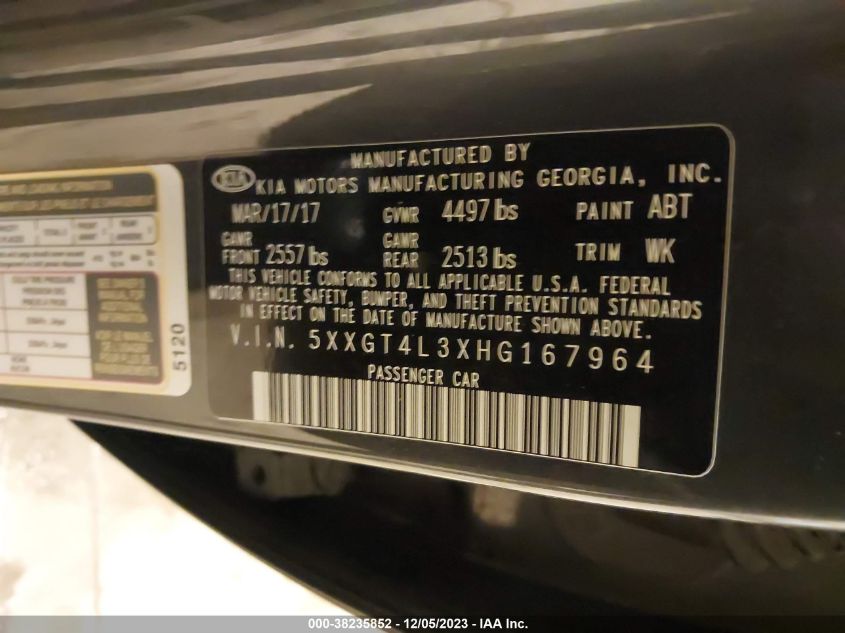 MANUFACTURED BY
KIA KIA MOTORS MANUFACTURING GEORGIA, INC.
MAR/17/17 GVWR 4497 lbs PAINT ABT
GAWR FRONT 2557 lbs GAWR REAR 2513 lbs TRIM WK
THIS VEHICLE CONFORMS TO ALL APPLICABLE U.S.A. FEDERAL
MOTOR VEHICLE SAFETY, BUMPER, AND THEFT PREVENTION STANDARDS
IN EFFECT ON THE DATE OF MANUFACTURE SHOWN ABOVE.
V.I.N. 5XXGT4L3XHG167964
PASSENGER CAR
5120
000-38235852 - 12/05/2023 - IAA Inc.